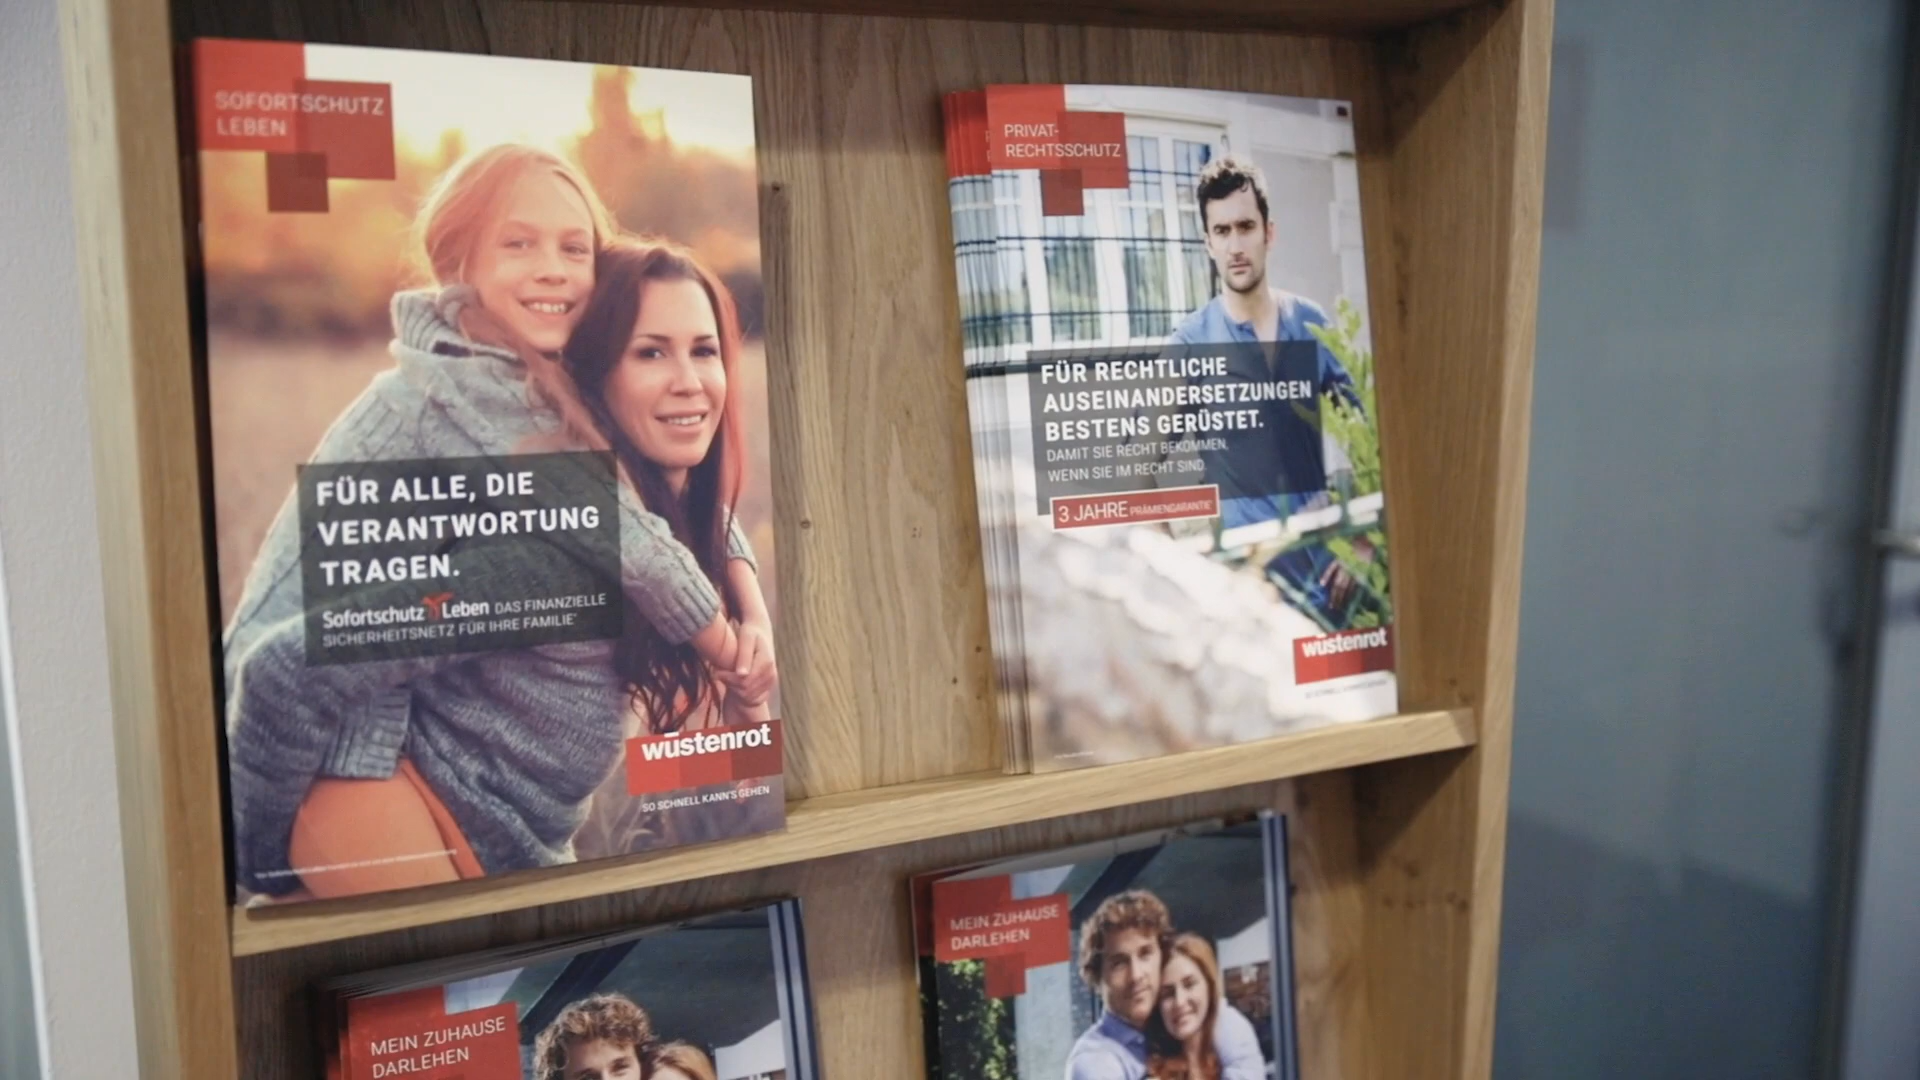 SOFORTSCHUTZ
LEBEN
FÜR ALLE, DIE
VERANTWORTUNG
TRAGEN.
Sofortschutz Leben DAS FINANZIELLE
SICHERHEITSNETZ FÜR IHRE FAMILIE*
wüstenrot
SO SCHNELL KANN'S GEHEN
PRIVAT-
RECHTSSCHUTZ
FÜR RECHTLICHE
AUSEINANDERSETZUNGEN
BESTENS GERÜSTET.
DAMIT SIE RECHT BEKOMMEN,
WENN SIE IM RECHT SIND.
3 JAHRE PRÄMIENGARANTIE*
wüstenrot
MEIN ZUHAUSE
DARLEHEN
MEIN ZUHAUSE
DARLEHEN